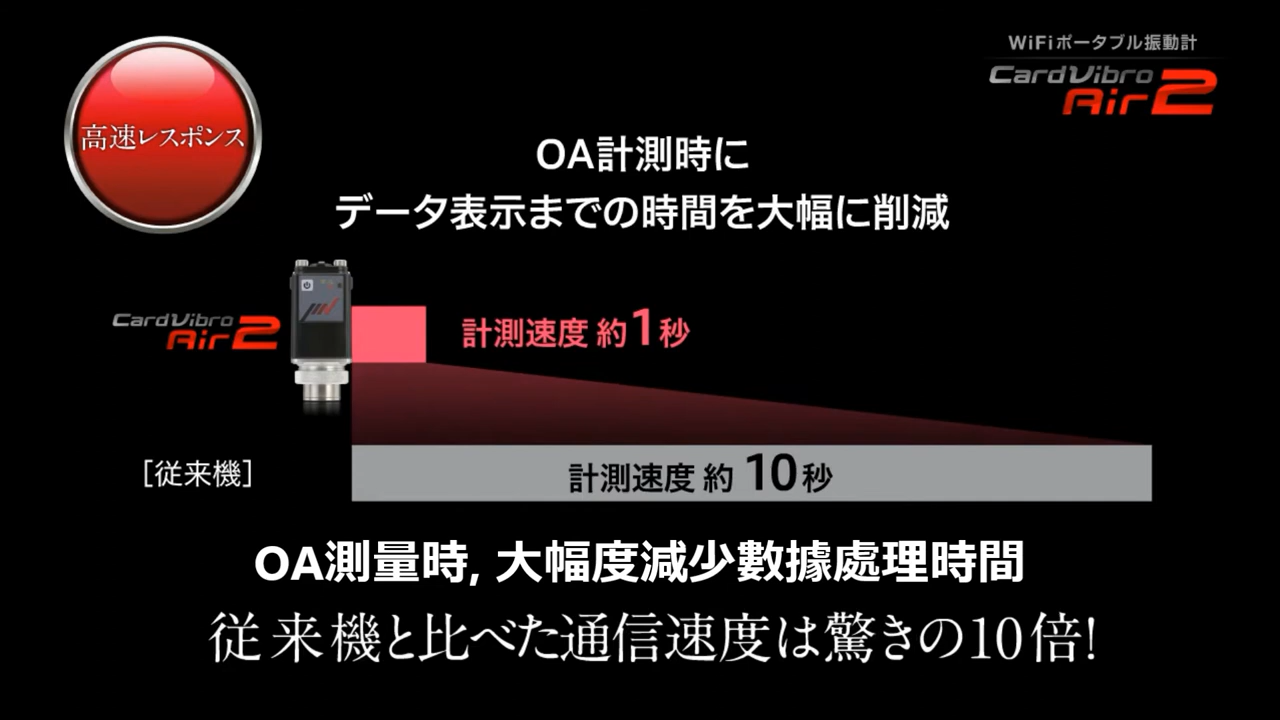 WiFiポータブル振動計
CardVibro
Air2
高速レスポンス
OA計測時に
データ表示までの時間を大幅に削減
CardVibro
Air2
計測速度 約1秒
[従来機]
計測速度 約 10秒
OA測量時, 大幅度減少數據處理時間
従来機と比べた通信速度は驚きの10倍!